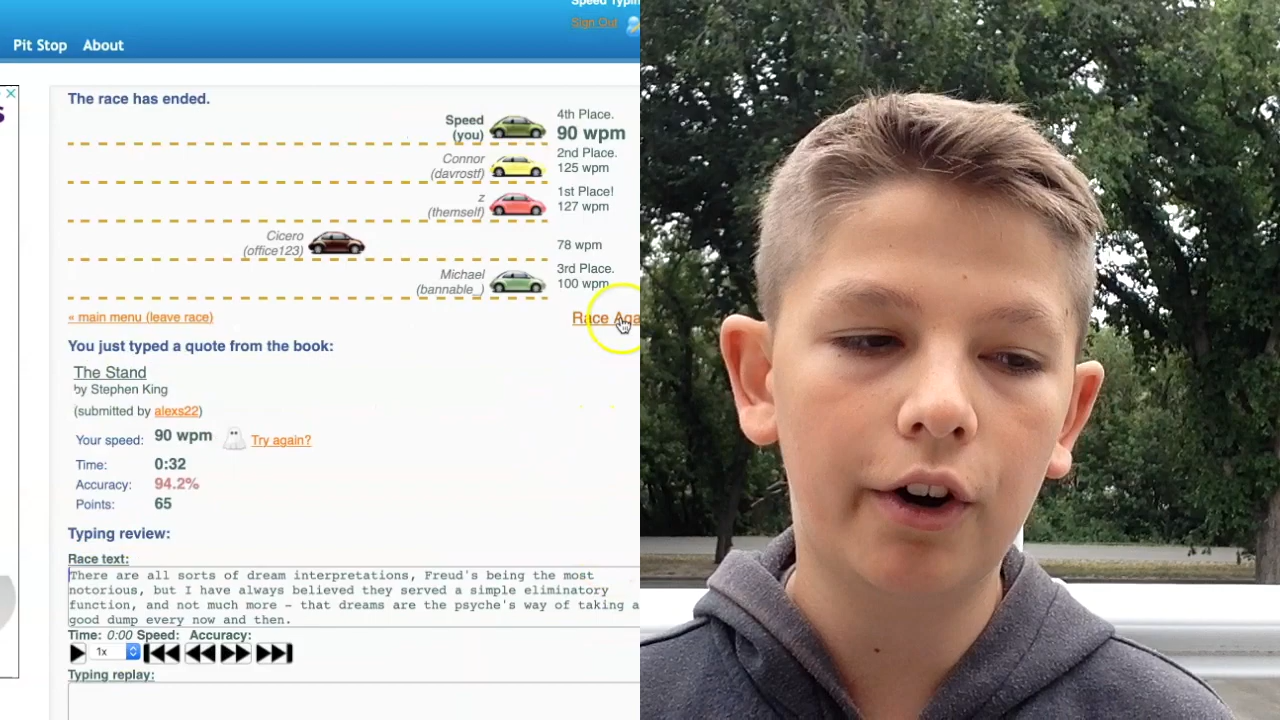 Speed Typin
Sign Out
Pit Stop About
The race has ended.
Speed
(you)
4th Place.
90 wpm
Connor
(davrostf)
2nd Place.
125 wpm
z
(themself)
1st Place!
127 wpm
Cicero
(office123)
78 wpm
Michael
(bannable_)
3rd Place.
100 wpm
« main menu (leave race)
Race Aga
You just typed a quote from the book:
The Stand
by Stephen King
(submitted by alexs22)
Your speed: 90 wpm Try again?
Time: 0:32
Accuracy: 94.2%
Points: 65
Typing review:
Race text:
There are all sorts of dream interpretations, Freud's being the most
notorious, but I have always believed they served a simple eliminatory
function, and not much more - that dreams are the psyche's way of taking a
good dump every now and then.
Time: 0:00 Speed: Accuracy:
1x
Typing replay: